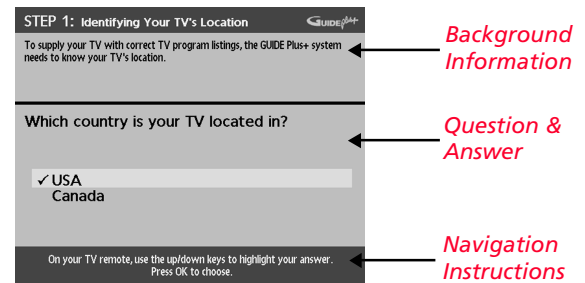 STEP 1: Identifying Your TV's Location
GUIDEplus+
To supply your TV with correct TV program listings, the GUIDE Plus+ system
needs to know your TV's location.
Background
Information
Which country is your TV located in?
Question &
Answer
✓ USA
Canada
On your TV remote, use the up/down keys to highlight your answer.
Press OK to choose.
Navigation
Instructions